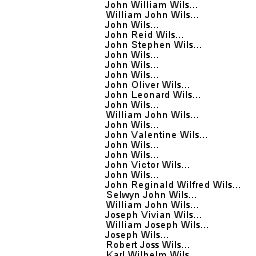 John William Wils...
William John Wils...
John Wils...
John Reid Wils...
John Stephen Wils...
John Wils...
John Wils...
John Wils...
John Oliver Wils...
John Leonard Wils...
John Wils...
William John Wils...
John Wils...
John Valentine Wils...
John Wils...
John Wils...
John Victor Wils...
John Wils...
John Reginald Wilfred Wils...
Selwyn John Wils...
William John Wils...
Joseph Vivian Wils...
William Joseph Wils...
Joseph Wils...
Robert Joss Wils...
Karl Wilhelm Wils...